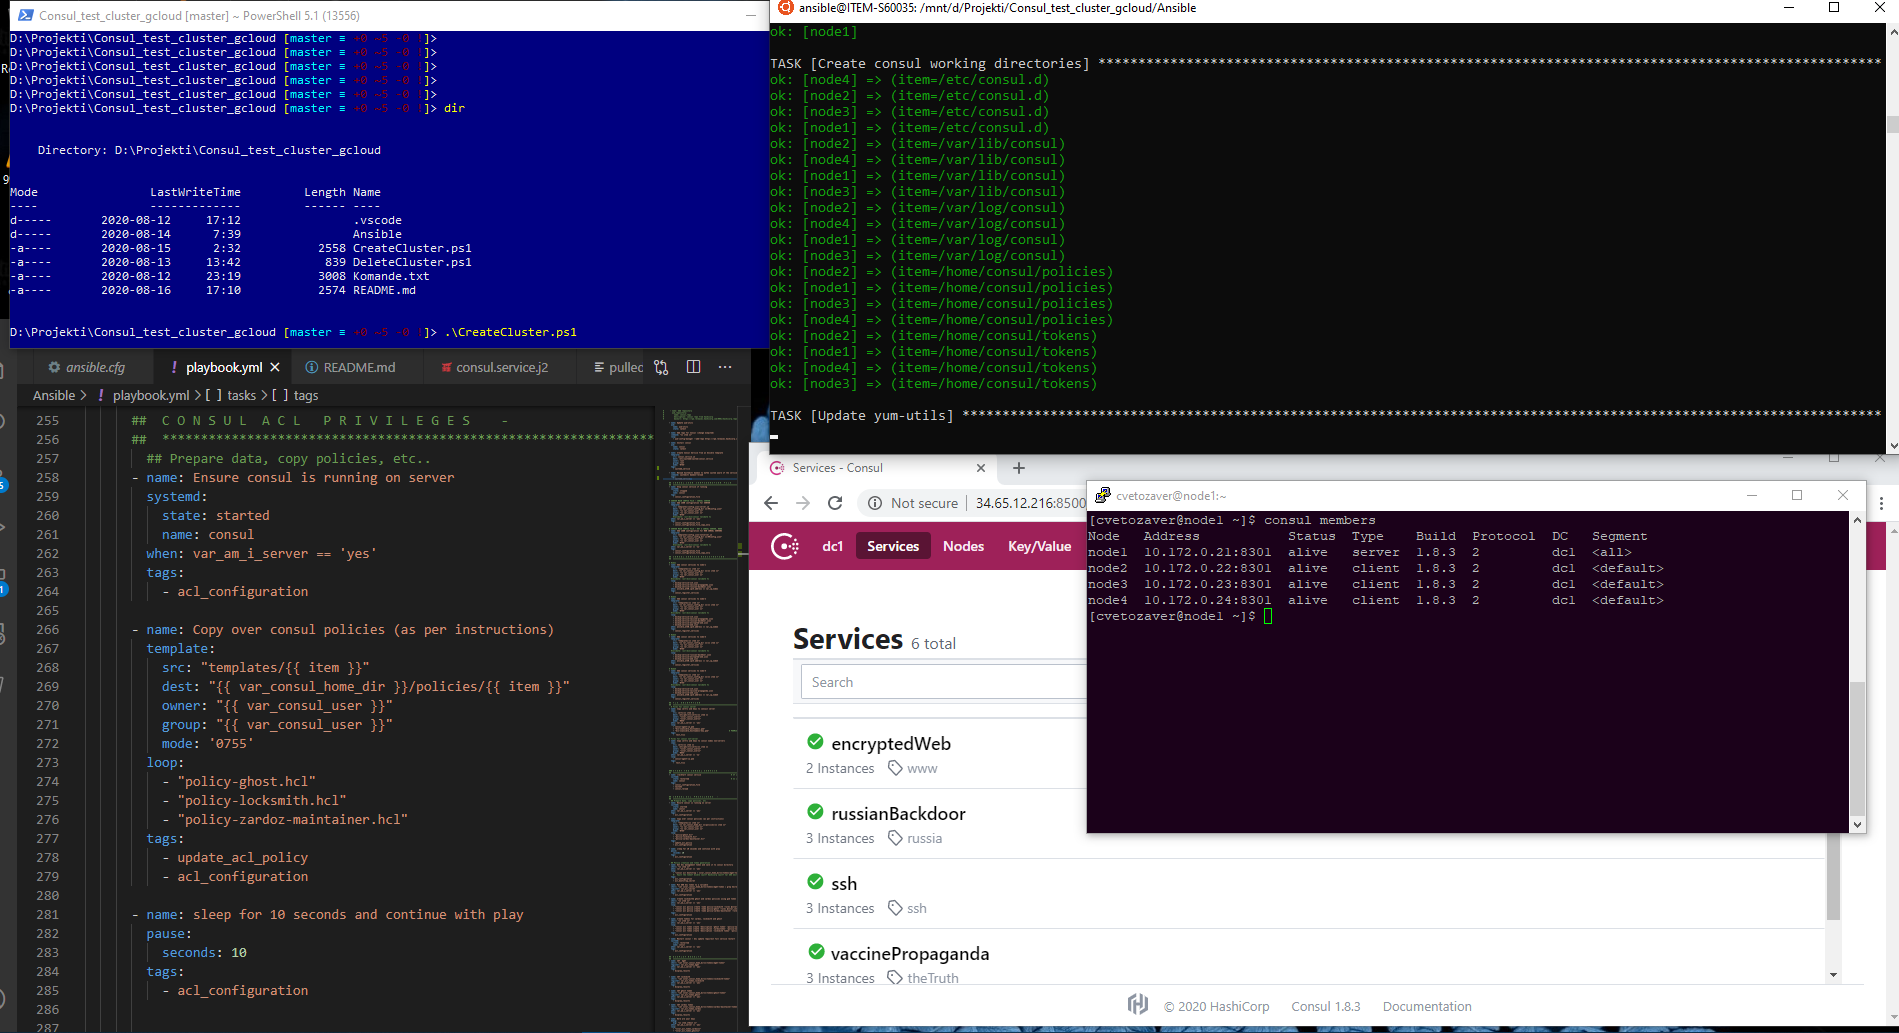 Consul_test_cluster_gcloud [master] ~ PowerShell 5.1 (13556)
D:\Projekti\Consul_test_cluster_gcloud [master ≡ +0 ~5 -0 !]>
D:\Projekti\Consul_test_cluster_gcloud [master ≡ +0 ~5 -0 !]>
D:\Projekti\Consul_test_cluster_gcloud [master ≡ +0 ~5 -0 !]>
D:\Projekti\Consul_test_cluster_gcloud [master ≡ +0 ~5 -0 !]>
D:\Projekti\Consul_test_cluster_gcloud [master ≡ +0 ~5 -0 !]>
D:\Projekti\Consul_test_cluster_gcloud [master ≡ +0 ~5 -0 !]> dir
Directory: D:\Projekti\Consul_test_cluster_gcloud
Mode LastWriteTime Length Name
---- ------------- ------ ----
d----- 2020-08-12 17:12 .vscode
d----- 2020-08-14 7:39 Ansible
-a---- 2020-08-15 2:32 2558 CreateCluster.ps1
-a---- 2020-08-13 13:42 839 DeleteCluster.ps1
-a---- 2020-08-12 23:19 3008 Komande.txt
-a---- 2020-08-16 17:10 2574 README.md
D:\Projekti\Consul_test_cluster_gcloud [master ≡ +0 ~5 -0 !]> .\CreateCluster.ps1
ansible@ITEM-S60035: /mnt/d/Projekti/Consul_test_cluster_gcloud/Ansible
ok: [node1]
TASK [Create consul working directories] **************************************************************************************************
ok: [node4] => (item=/etc/consul.d)
ok: [node2] => (item=/etc/consul.d)
ok: [node3] => (item=/etc/consul.d)
ok: [node1] => (item=/etc/consul.d)
ok: [node2] => (item=/var/lib/consul)
ok: [node4] => (item=/var/lib/consul)
ok: [node1] => (item=/var/lib/consul)
ok: [node3] => (item=/var/lib/consul)
ok: [node2] => (item=/var/log/consul)
ok: [node4] => (item=/var/log/consul)
ok: [node1] => (item=/var/log/consul)
ok: [node3] => (item=/var/log/consul)
ok: [node2] => (item=/home/consul/policies)
ok: [node1] => (item=/home/consul/policies)
ok: [node3] => (item=/home/consul/policies)
ok: [node4] => (item=/home/consul/policies)
ok: [node2] => (item=/home/consul/tokens)
ok: [node1] => (item=/home/consul/tokens)
ok: [node4] => (item=/home/consul/tokens)
ok: [node3] => (item=/home/consul/tokens)
TASK [Update yum-utils] *******************************************************************************************************************
ansible.cfg playbook.yml README.md consul.service.j2 pulled
Ansible > ! playbook.yml > [ ] tasks > [ ] tags
255 ## C O N S U L A C L P R I V I L E G E S -
256 ## ****************************************************************
257 ## Prepare data, copy policies, etc..
258 - name: Ensure consul is running on server
259 systemd:
260 state: started
261 name: consul
262 when: var_am_i_server == 'yes'
263 tags:
264 - acl_configuration
265
266 - name: Copy over consul policies (as per instructions)
267 template:
268 src: "templates/{{ item }}"
269 dest: "{{ var_consul_home_dir }}/policies/{{ item }}"
270 owner: "{{ var_consul_user }}"
271 group: "{{ var_consul_user }}"
272 mode: '0755'
273 loop:
274 - "policy-ghost.hcl"
275 - "policy-locksmith.hcl"
276 - "policy-zardoz-maintainer.hcl"
277 tags:
278 - update_acl_policy
279 - acl_configuration
280
281 - name: sleep for 10 seconds and continue with play
282 pause:
283 seconds: 10
284 tags:
285 - acl_configuration
286
287
Services - Consul
Not secure | 34.65.12.216:8500
dc1 Services Nodes Key/Value
Services 6 total
Search
encryptedWeb
2 Instances www
russianBackdoor
3 Instances russia
ssh
3 Instances ssh
vaccinePropaganda
3 Instances theTruth
© 2020 HashiCorp Consul 1.8.3 Documentation
cvetozaver@node1:~
[cvetozaver@node1 ~]$ consul members
Node Address Status Type Build Protocol DC Segment
node1 10.172.0.21:8301 alive server 1.8.3 2 dc1 <all>
node2 10.172.0.22:8301 alive client 1.8.3 2 dc1 <default>
node3 10.172.0.23:8301 alive client 1.8.3 2 dc1 <default>
node4 10.172.0.24:8301 alive client 1.8.3 2 dc1 <default>
[cvetozaver@node1 ~]$